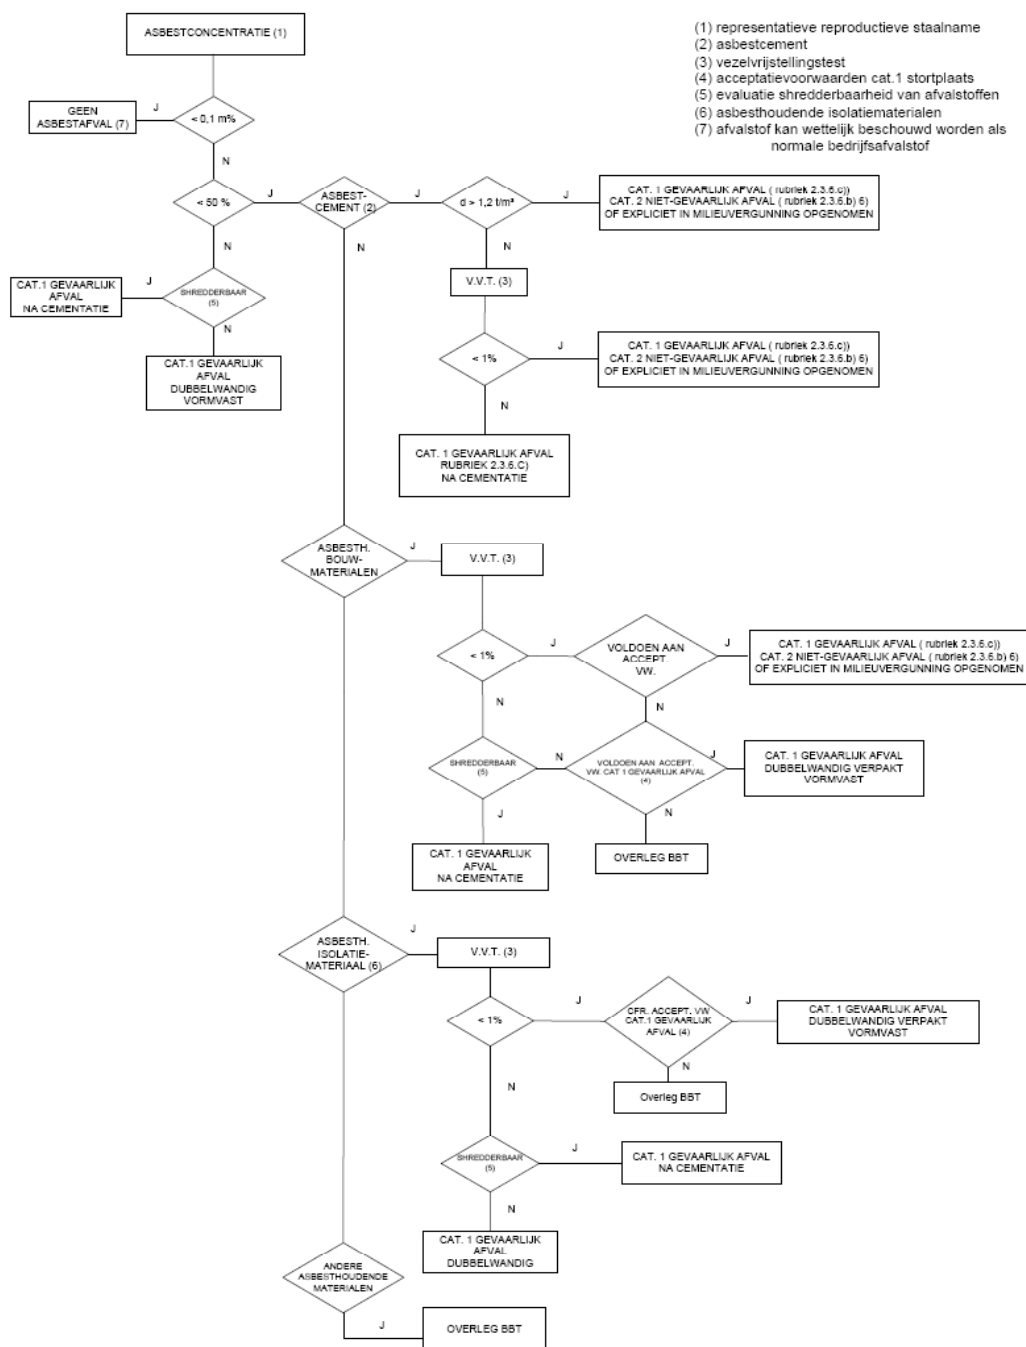 ASBESTCONCENTRATIE (1)
(1) representatieve reproductieve staalname
(2) asbestcement
(3) vezelvrijstellingstest
(4) acceptatievoorwaarden cat.1 stortplaats
(5) evaluatie shredderbaarheid van afvalstoffen
(6) asbesthoudende isolatiematerialen
(7) afvalstof kan wettelijk beschouwd worden als
normale bedrijfsafvalstof
GEEN
ASBESTAFVAL (7)
J
< 0,1 m%
N
< 50 %
J
ASBEST-
CEMENT (2)
J
d > 1,2 t/m³
J
CAT. 1 GEVAARLIJK AFVAL ( rubriek 2.3.6.c))
CAT. 2 NIET-GEVAARLIJK AFVAL ( rubriek 2.3.6.b) 6)
OF EXPLICIET IN MILIEUVERGUNNING OPGENOMEN
N
N
N
CAT.1 GEVAARLIJK
AFVAL
NA CEMENTATIE
J
SHREDDERBAAR
(5)
V.V.T. (3)
N
CAT.1 GEVAARLIJK
AFVAL
DUBBELWANDIG
VORMVAST
< 1%
J
CAT. 1 GEVAARLIJK AFVAL ( rubriek 2.3.6.c))
CAT. 2 NIET-GEVAARLIJK AFVAL ( rubriek 2.3.6.b) 6)
OF EXPLICIET IN MILIEUVERGUNNING OPGENOMEN
N
CAT. 1 GEVAARLIJK AFVAL
RUBRIEK 2.3.6.C)
NA CEMENTATIE
ASBESTH.
BOUW-
MATERIALEN
J
V.V.T. (3)
< 1%
J
VOLDOEN AAN
ACCEPT.
VW.
J
CAT. 1 GEVAARLIJK AFVAL ( rubriek 2.3.6.c))
CAT. 2 NIET-GEVAARLIJK AFVAL ( rubriek 2.3.6.b) 6)
OF EXPLICIET IN MILIEUVERGUNNING OPGENOMEN
N
N
SHREDDERBAAR
(5)
N
VOLDOEN AAN ACCEPT.
VW. CAT 1 GEVAARLIJK AFVAL
(4)
J
CAT. 1 GEVAARLIJK AFVAL
DUBBELWANDIG VERPAKT
VORMVAST
J
N
CAT. 1 GEVAARLIJK
AFVAL
NA CEMENTATIE
OVERLEG BBT
ASBESTH.
ISOLATIE-
MATERIAAL (6)
J
V.V.T. (3)
< 1%
J
CFR. ACCEPT. VW
CAT.1 GEVAARLIJK
AFVAL (4)
J
CAT. 1 GEVAARLIJK AFVAL
DUBBELWANDIG VERPAKT
VORMVAST
N
Overleg BBT
N
SHREDDERBAAR
(5)
J
CAT. 1 GEVAARLIJK AFVAL
NA CEMENTATIE
N
CAT. 1 GEVAARLIJK
AFVAL
DUBBELWANDIG
ANDERE
ASBESTHOUDENDE
MATERIALEN
J
OVERLEG BBT